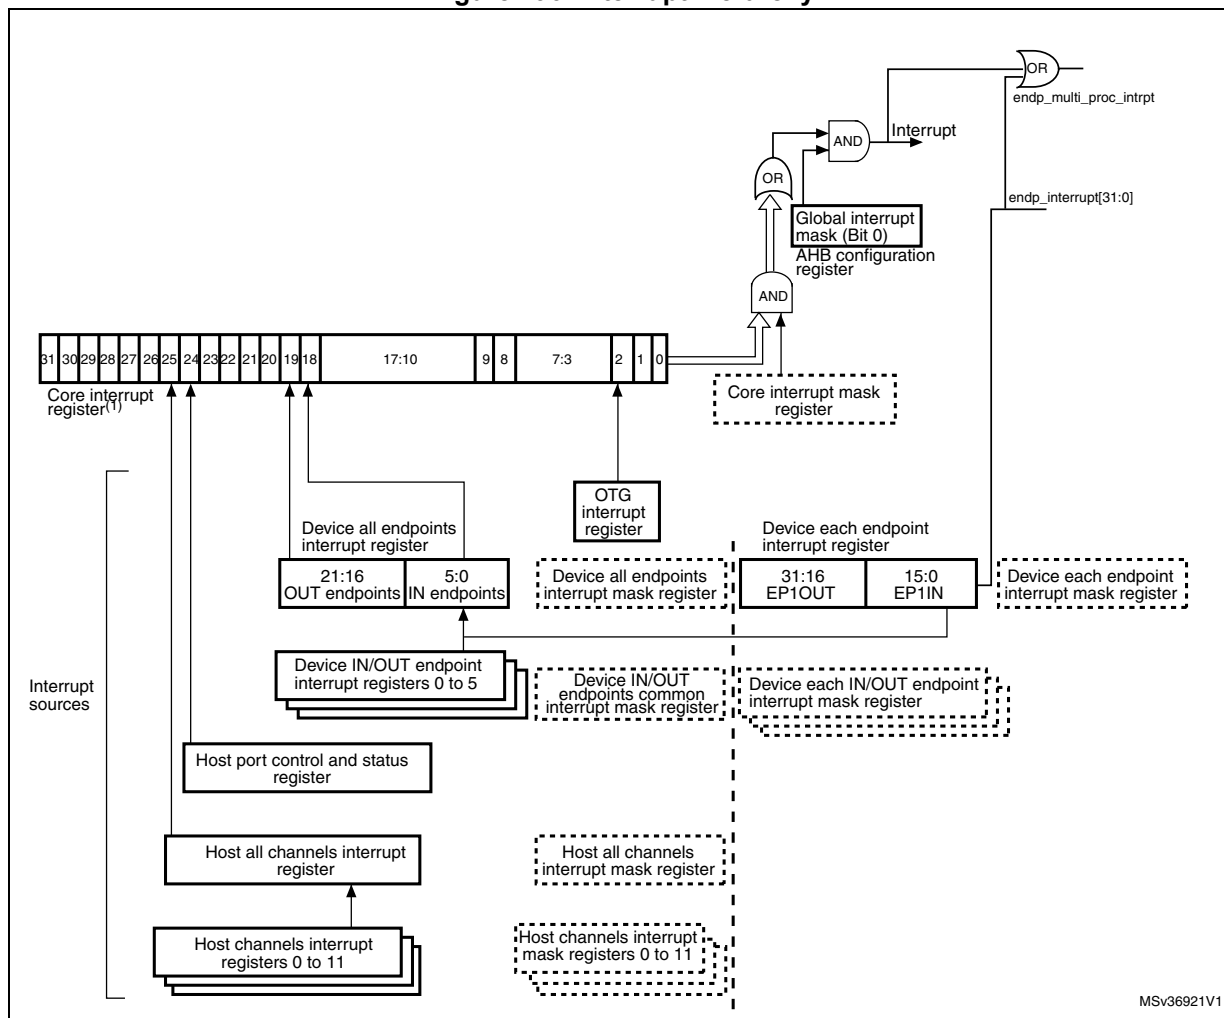 OR
endp_multi_proc_intrpt
AND
Interrupt
OR
endp_interrupt[31:0]
Global interrupt
mask (Bit 0)
AHB configuration
register
AND
31 30 29 28 27 26 25 24 23 22 21 20 19 18 17:10 9 8 7:3 2 1 0
Core interrupt
register(1)
Core interrupt mask
register
OTG
interrupt
register
Device all endpoints
interrupt register
Device each endpoint
interrupt register
21:16
OUT endpoints
5:0
IN endpoints
Device all endpoints
interrupt mask register
31:16
EP1OUT
15:0
EP1IN
Device each endpoint
interrupt mask register
Interrupt
sources
Device IN/OUT endpoint
interrupt registers 0 to 5
Device IN/OUT
endpoints common
interrupt mask register
Device each IN/OUT endpoint
interrupt mask register
Host port control and status
register
Host all channels interrupt
register
Host all channels
interrupt mask register
Host channels interrupt
registers 0 to 11
Host channels interrupt
mask registers 0 to 11
MSv36921V1